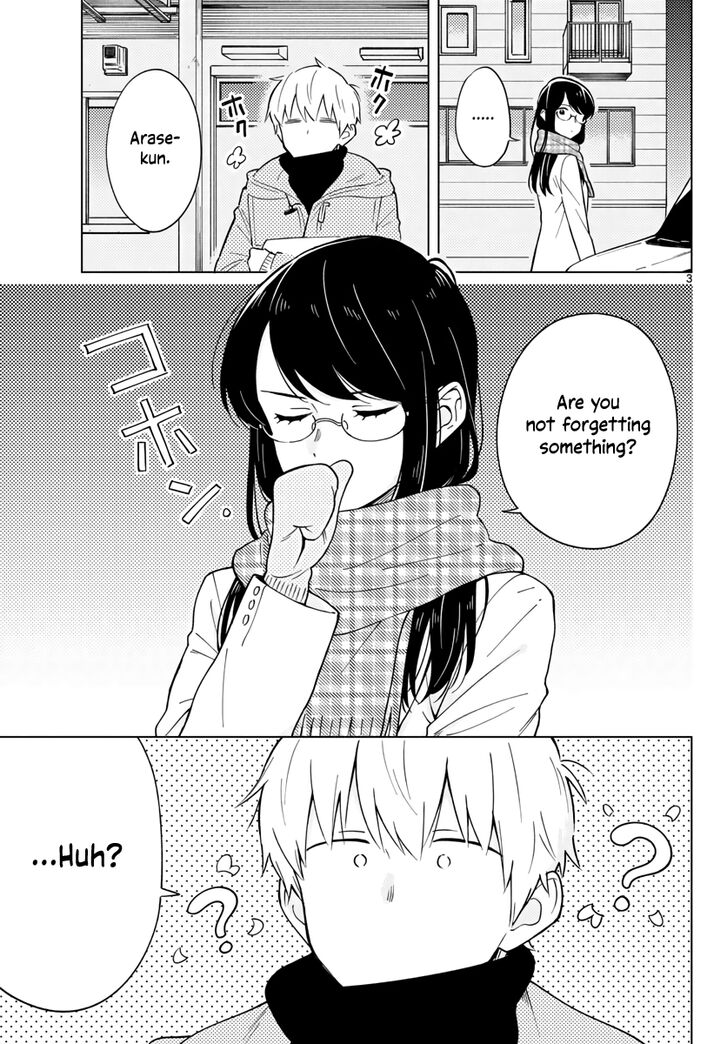 .....
Arase-
kun.
ホク
ホク
3
Are you
not forgetting
something?
コホン.
...Huh?
?
?